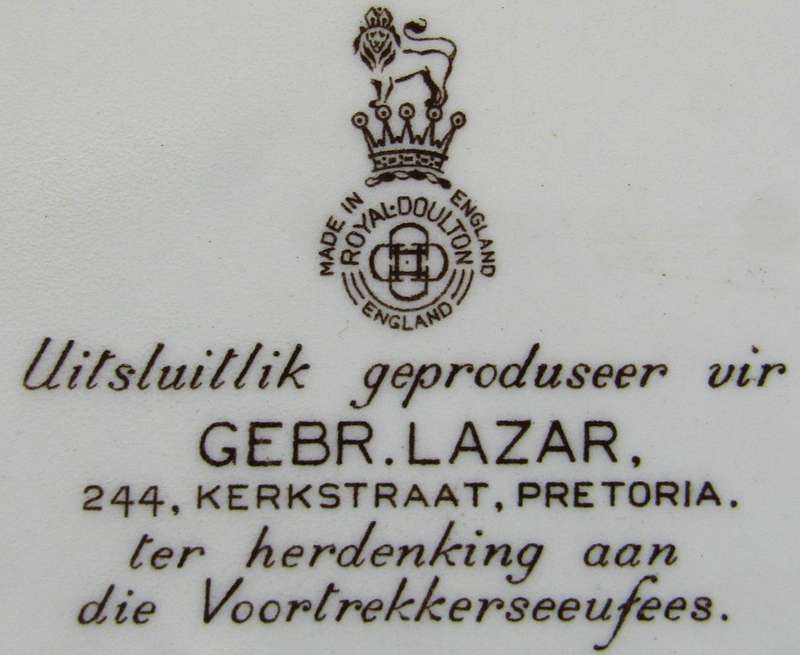 MADE IN ENGLAND
ROYAL·DOULTON
ENGLAND
Uitsluitlik geproduseer vir
GEBR. LAZAR,
244, KERKSTRAAT, PRETORIA.
ter herdenking aan
die Voortrekkerseeufees.